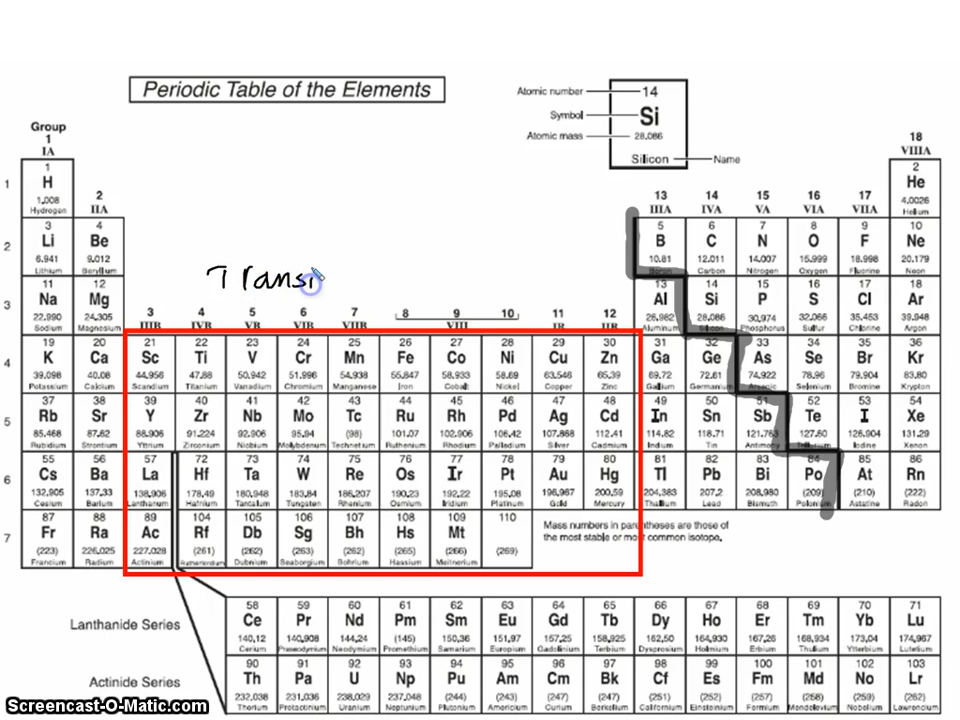 Periodic Table of the Elements
Atomic number 14
Symbol Si
Atomic mass 28,086
Silicon Name
Group
1 18
IA VIIIA
1 2
1 H He
1,008 4.0026
Hydrogen Helium
2 13 14 15 16 17
IIA IIIA IVA VA VIA VIIA
3 4 5 6 7 8 9 10
2 Li Be B C N O F Ne
6.941 9.012 10.81 12.011 14.007 15.999 18.998 20.179
Lithium Beryllium Boron Carbon Nitrogen Oxygen Fluorine Neon
Transi
11 12 13 14 15 16 17 18
3 Na Mg Al Si P S Cl Ar
22,990 24,305 26,982 28,086 30,974 32,066 35,453 39,948
Sodium Magnesium Aluminum Silicon Phosphorus Sulfur Chlorine Argon
3 4 5 6 7 8 9 10 11 12
IIIB IVB VB VIB VIIB VIII IB IIB
19 20 21 22 23 24 25 26 27 28 29 30 31 32 33 34 35 36
4 K Ca Sc Ti V Cr Mn Fe Co Ni Cu Zn Ga Ge As Se Br Kr
39,098 40,08 44,956 47,88 50,942 51,996 54,938 55,847 58,933 58,69 63,546 65,39 69,72 72,61 74,922 78,96 79,904 83,80
Potassium Calcium Scandium Titanium Vanadium Chromium Manganese Iron Cobalt Nickel Copper Zinc Gallium Germanium Arsenic Selenium Bromine Krypton
37 38 39 40 41 42 43 44 45 46 47 48 49 50 51 52 53 54
5 Rb Sr Y Zr Nb Mo Tc Ru Rh Pd Ag Cd In Sn Sb Te I Xe
85,468 87,62 88,906 91,224 92,906 95,94 (98) 101,07 102,906 106,42 107,868 112,41 114,82 118,71 121,763 127,60 126,904 131,29
Rubidium Strontium Yttrium Zirconium Niobium Molybdenum Technetium Ruthenium Rhodium Palladium Silver Cadmium Indium Tin Antimony Tellurium Iodine Xenon
55 56 57 72 73 74 75 76 77 78 79 80 81 82 83 84 85 86
6 Cs Ba La Hf Ta W Re Os Ir Pt Au Hg Tl Pb Bi Po At Rn
132,905 137,33 138,906 178,49 180,948 183,84 186,207 190,23 192,22 195,08 196,967 200,59 204,383 207,2 208,980 (209) (210) (222)
Cesium Barium Lanthanum Hafnium Tantalum Tungsten Rhenium Osmium Iridium Platinum Gold Mercury Thallium Lead Bismuth Polonium Astatine Radon
87 88 89 104 105 106 107 108 109 110
7 Fr Ra Ac Rf Db Sg Bh Hs Mt
(223) 226,025 227,028 (261) (262) (263) (262) (265) (266) (269)
Francium Radium Actinium Rutherfordium Dubnium Seaborgium Bohrium Hassium Meitnerium
Mass numbers in parentheses are those of
the most stable or most common isotope.
58 59 60 61 62 63 64 65 66 67 68 69 70 71
Lanthanide Series Ce Pr Nd Pm Sm Eu Gd Tb Dy Ho Er Tm Yb Lu
140,12 140,908 144,24 (145) 150,36 151,97 157,25 158,925 162,50 164,930 167,26 168,934 173,04 174,967
Cerium Praseodymium Neodymium Promethium Samarium Europium Gadolinium Terbium Dysprosium Holmium Erbium Thulium Ytterbium Lutetium
90 91 92 93 94 95 96 97 98 99 100 101 102 103
Actinide Series Th Pa U Np Pu Am Cm Bk Cf Es Fm Md No Lr
232,038 231,036 238,029 237,048 (244) (243) (247) (247) (251) (252) (257) (258) (259) (262)
Thorium Protactinium Uranium Neptunium Plutonium Americium Curium Berkelium Californium Einsteinium Fermium Mendelevium Nobelium Lawrencium
Screencast-O-Matic.com